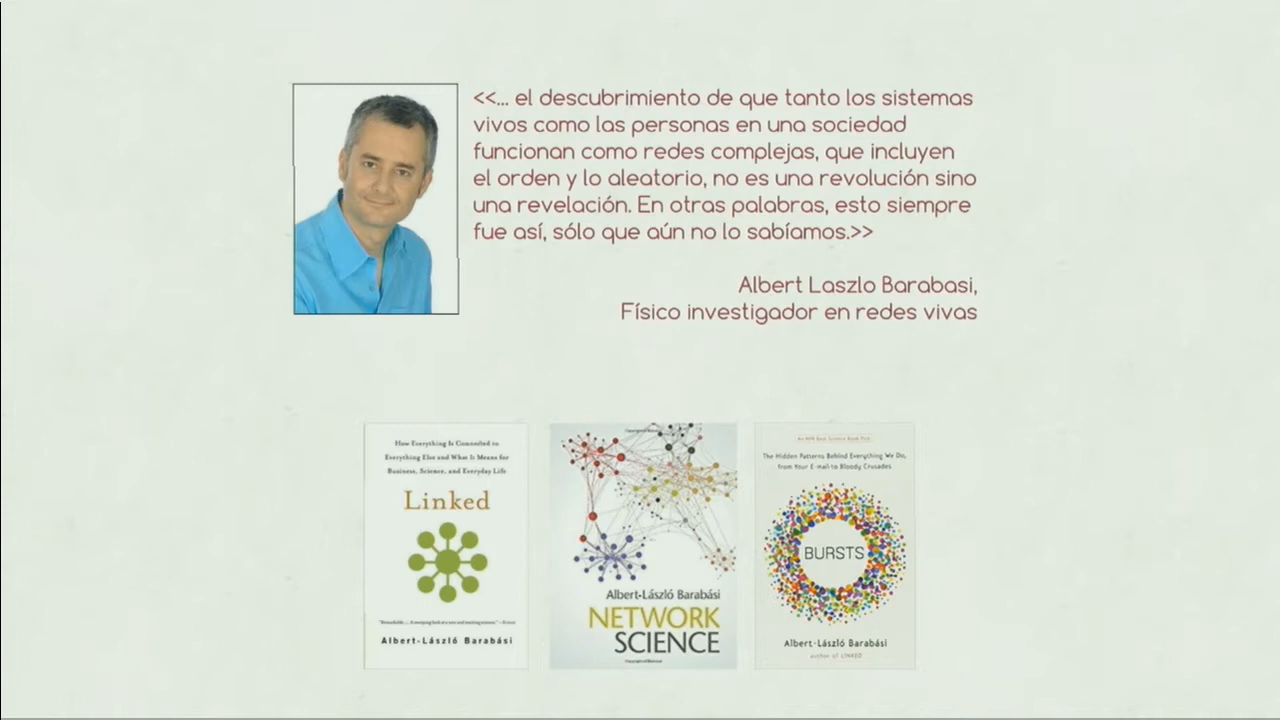 <<... el descubrimiento de que tanto los sistemas
vivos como las personas en una sociedad
funcionan como redes complejas, que incluyen
el orden y lo aleatorio, no es una revolución sino
una revelación. En otras palabras, esto siempre
fue así, sólo que aún no lo sabíamos.>>
Albert Laszlo Barabasi,
Físico investigador en redes vivas
How Everything Is Connected to
Everything Else and What It Means for
Business, Science, and Everyday Life
Linked
Albert-László Barabási
Albert-László Barabási
NETWORK
SCIENCE
The Hidden Patterns Behind Everything We Do,
from Your E-mail to Bloody Crusades
BURSTS
Albert-László Barabási
author of LINKED